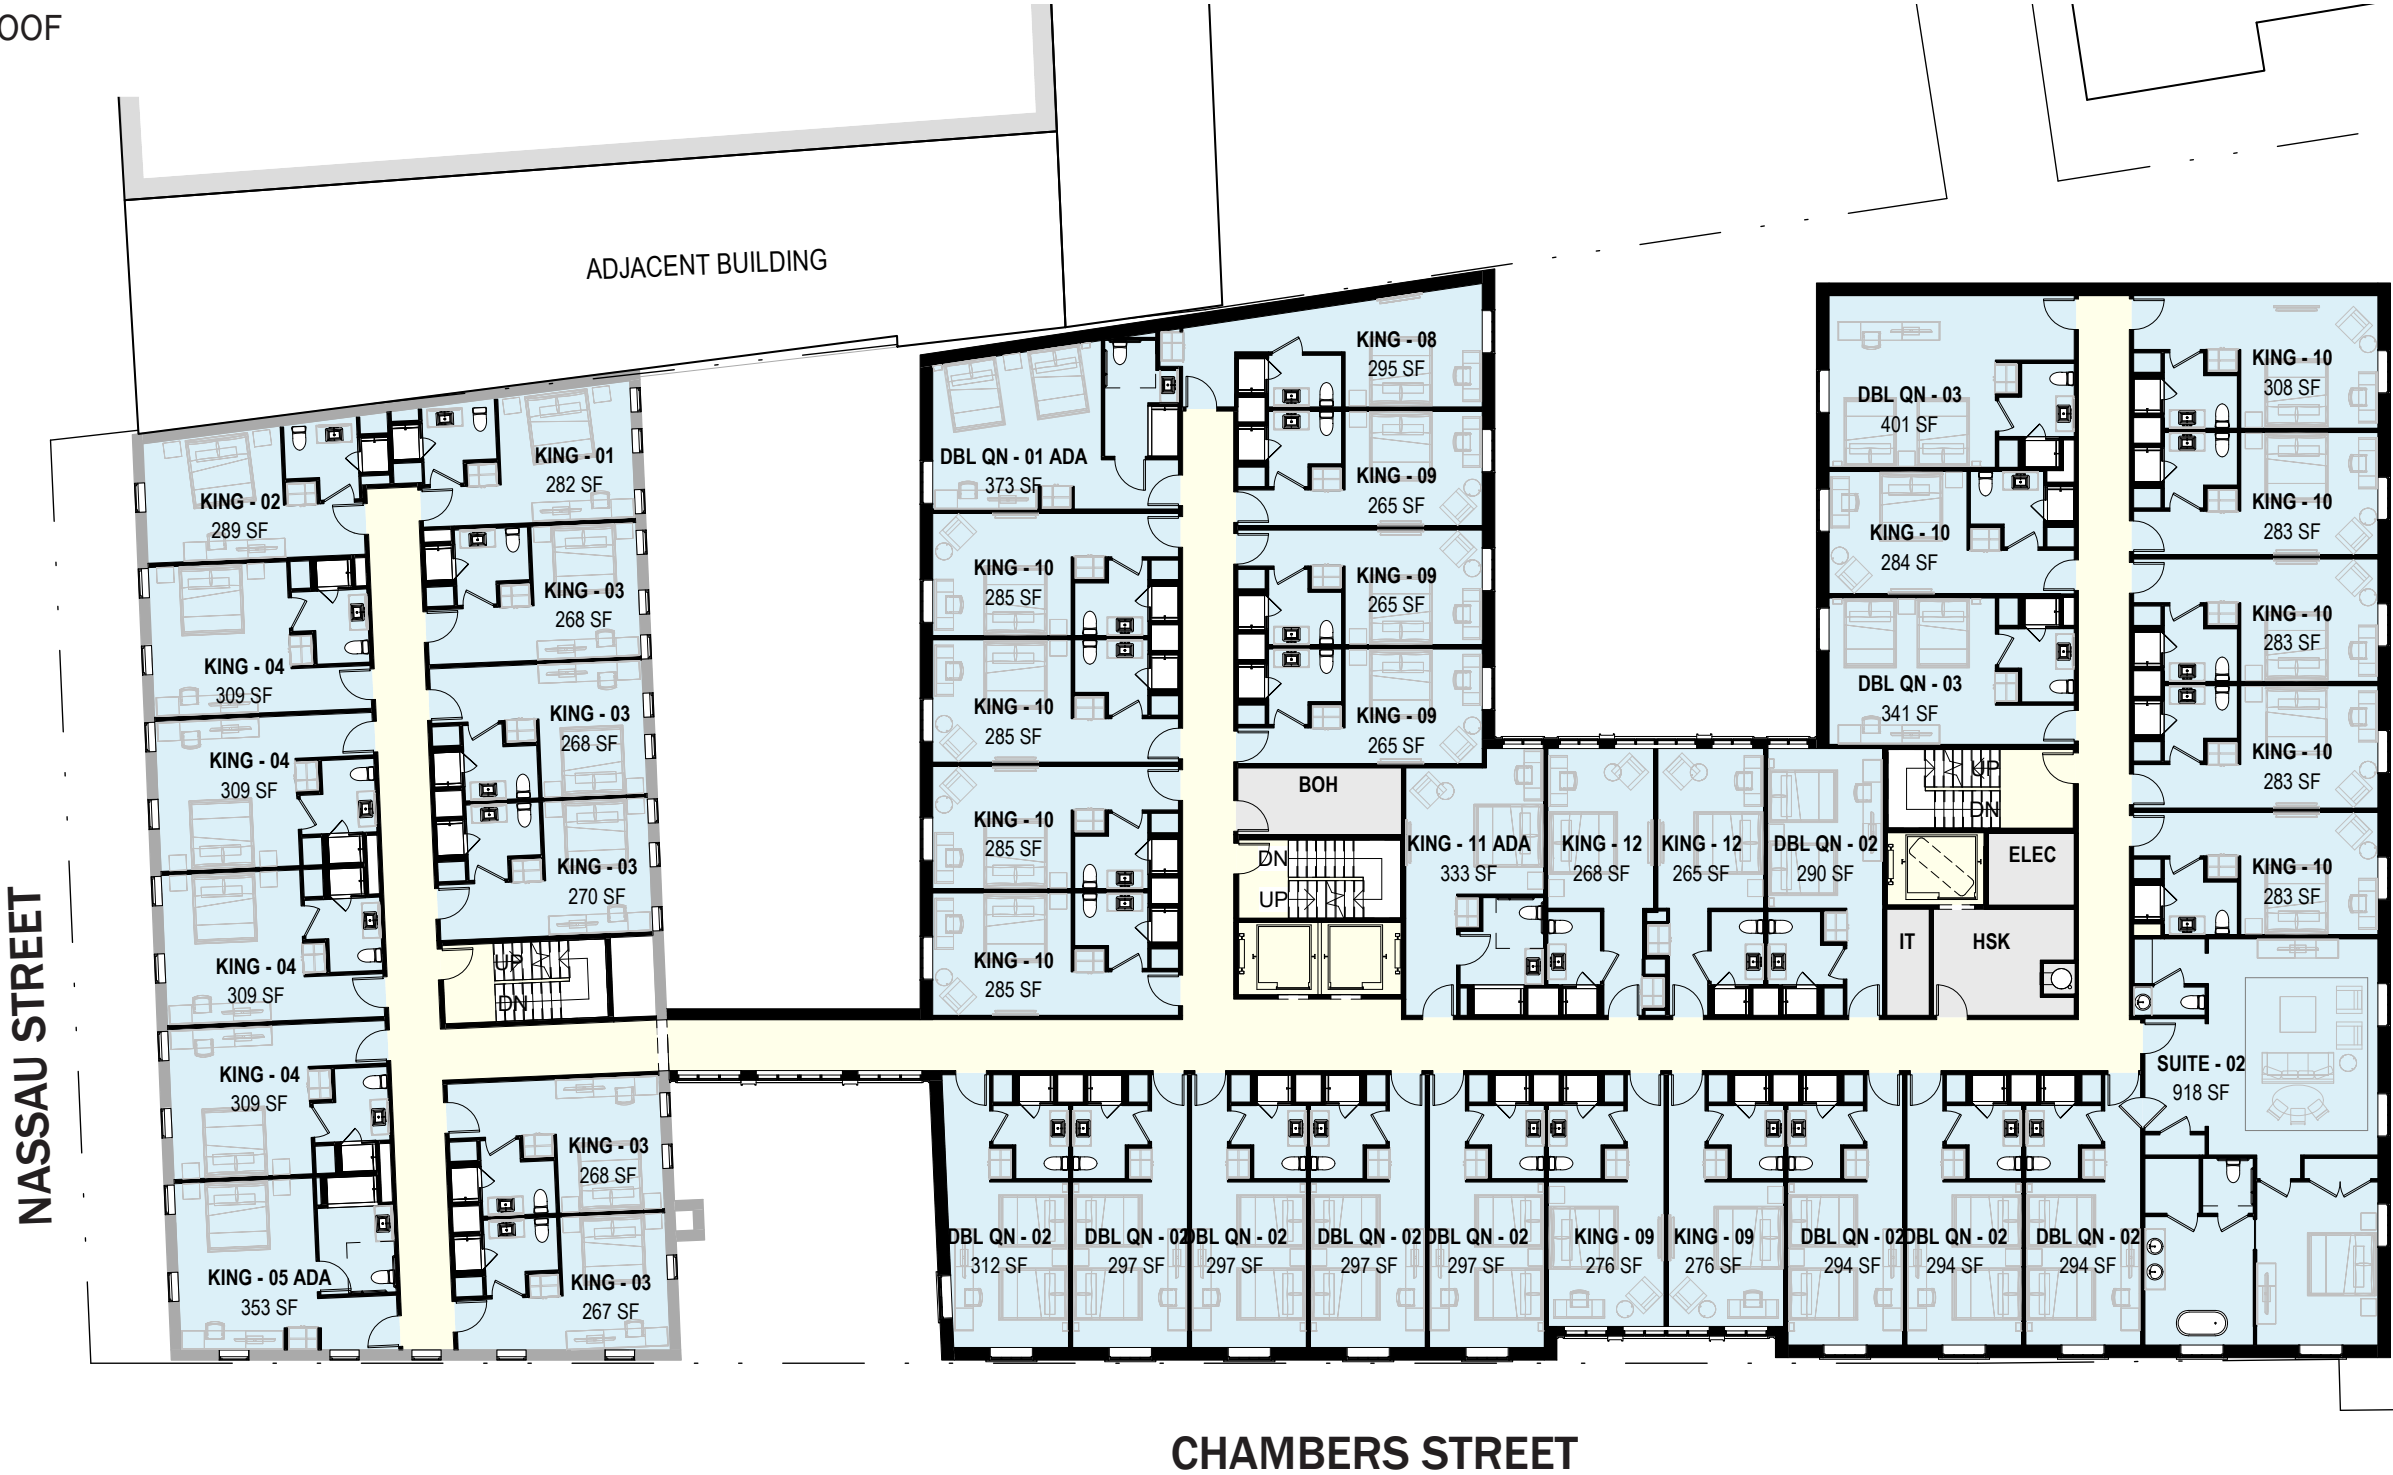 OOF
ADJACENT BUILDING
KING - 02
289 SF
KING - 01
282 SF
KING - 04
309 SF
KING - 03
268 SF
KING - 04
309 SF
KING - 03
268 SF
KING - 04
309 SF
KING - 03
270 SF
UP
DN
KING - 04
309 SF
KING - 03
268 SF
KING - 05 ADA
353 SF
KING - 03
267 SF
DBL QN - 01 ADA
373 SF
KING - 08
295 SF
KING - 09
265 SF
KING - 10
285 SF
KING - 09
265 SF
KING - 10
285 SF
KING - 09
265 SF
KING - 10
285 SF
KING - 10
285 SF
BOH
DN
UP
KING - 11 ADA
333 SF
KING - 12
268 SF
KING - 12
265 SF
DBL QN - 02
290 SF
DBL QN - 03
401 SF
KING - 10
308 SF
KING - 10
284 SF
KING - 10
283 SF
DBL QN - 03
341 SF
KING - 10
283 SF
KING - 10
283 SF
UP
DN
ELEC
KING - 10
283 SF
IT
HSK
SUITE - 02
918 SF
DBL QN - 02
312 SF
DBL QN - 02
297 SF
DBL QN - 02
297 SF
DBL QN - 02
297 SF
DBL QN - 02
297 SF
KING - 09
276 SF
KING - 09
276 SF
DBL QN - 02
294 SF
DBL QN - 02
294 SF
DBL QN - 02
294 SF
NASSAU STREET
CHAMBERS STREET